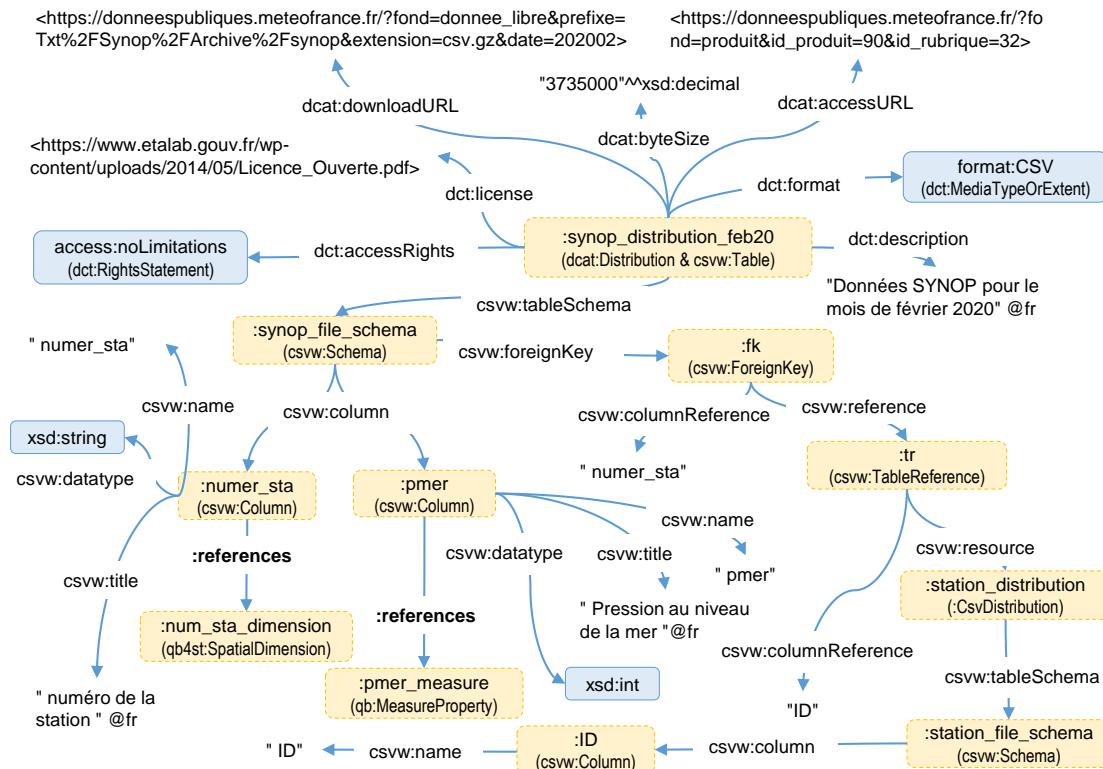 <https://donneespubliques.meteofrance.fr/?fond=donnee_libre&prefixe=
Txt%2FSynop%2FArchive%2Fsynop&extension=csv.gz&date=202002>
<https://donneespubliques.meteofrance.fr/?fo
nd=produit&id_produit=90&id_rubrique=32>
"3735000"^^xsd:decimal
dcat:downloadURL
dcat:accessURL
dcat:byteSize
<https://www.etalab.gouv.fr/wp-
content/uploads/2014/05/Licence_Ouverte.pdf>
format:CSV
(dct:MediaTypeOrExtent)
dct:format
dct:license
:synop_distribution_feb20
(dcat:Distribution & csvw:Table)
access:noLimitations
(dct:RightsStatement)
dct:accessRights
dct:description
"Données SYNOP pour le
mois de février 2020" @fr
csvw:tableSchema
:synop_file_schema
(csvw:Schema)
csvw:foreignKey
:fk
(csvw:ForeignKey)
" numer_sta"
csvw:name
csvw:column
csvw:columnReference
csvw:reference
xsd:string
csvw:datatype
:numer_sta
(csvw:Column)
:pmer
(csvw:Column)
" numer_sta"
:tr
(csvw:TableReference)
csvw:name
csvw:datatype
csvw:title
:references
csvw:title
" pmer"
csvw:resource
:station_distribution
(:CsvDistribution)
:num_sta_dimension
(qb4st:SpatialDimension)
:references
" Pression au niveau
de la mer "@fr
csvw:columnReference
csvw:tableSchema
" numéro de la
station " @fr
:pmer_measure
(qb:MeasureProperty)
xsd:int
"ID"
" ID"
csvw:name
:ID
(csvw:Column)
csvw:column
:station_file_schema
(csvw:Schema)